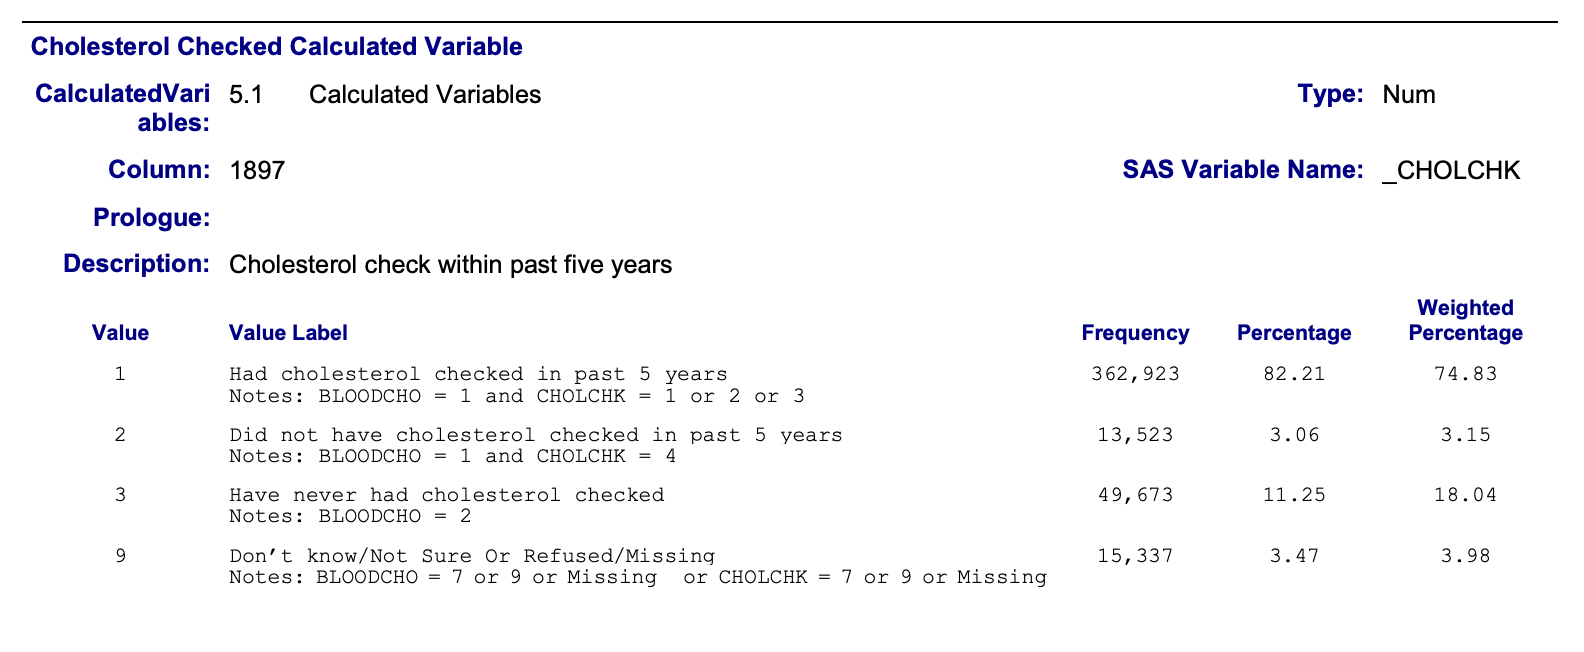 Cholesterol Checked Calculated Variable
CalculatedVari 5.1 Calculated Variables Type: Num
ables:
Column: 1897 SAS Variable Name: _CHOLCHK
Prologue:
Description: Cholesterol check within past five years
Weighted
Value Value Label Frequency Percentage Percentage
1 Had cholesterol checked in past 5 years 362,923 82.21 74.83
Notes: BLOODCHO = 1 and CHOLCHK = 1 or 2 or 3
2 Did not have cholesterol checked in past 5 years 13,523 3.06 3.15
Notes: BLOODCHO = 1 and CHOLCHK = 4
3 Have never had cholesterol checked 49,673 11.25 18.04
Notes: BLOODCHO = 2
9 Don’t know/Not Sure Or Refused/Missing 15,337 3.47 3.98
Notes: BLOODCHO = 7 or 9 or Missing or CHOLCHK = 7 or 9 or Missing